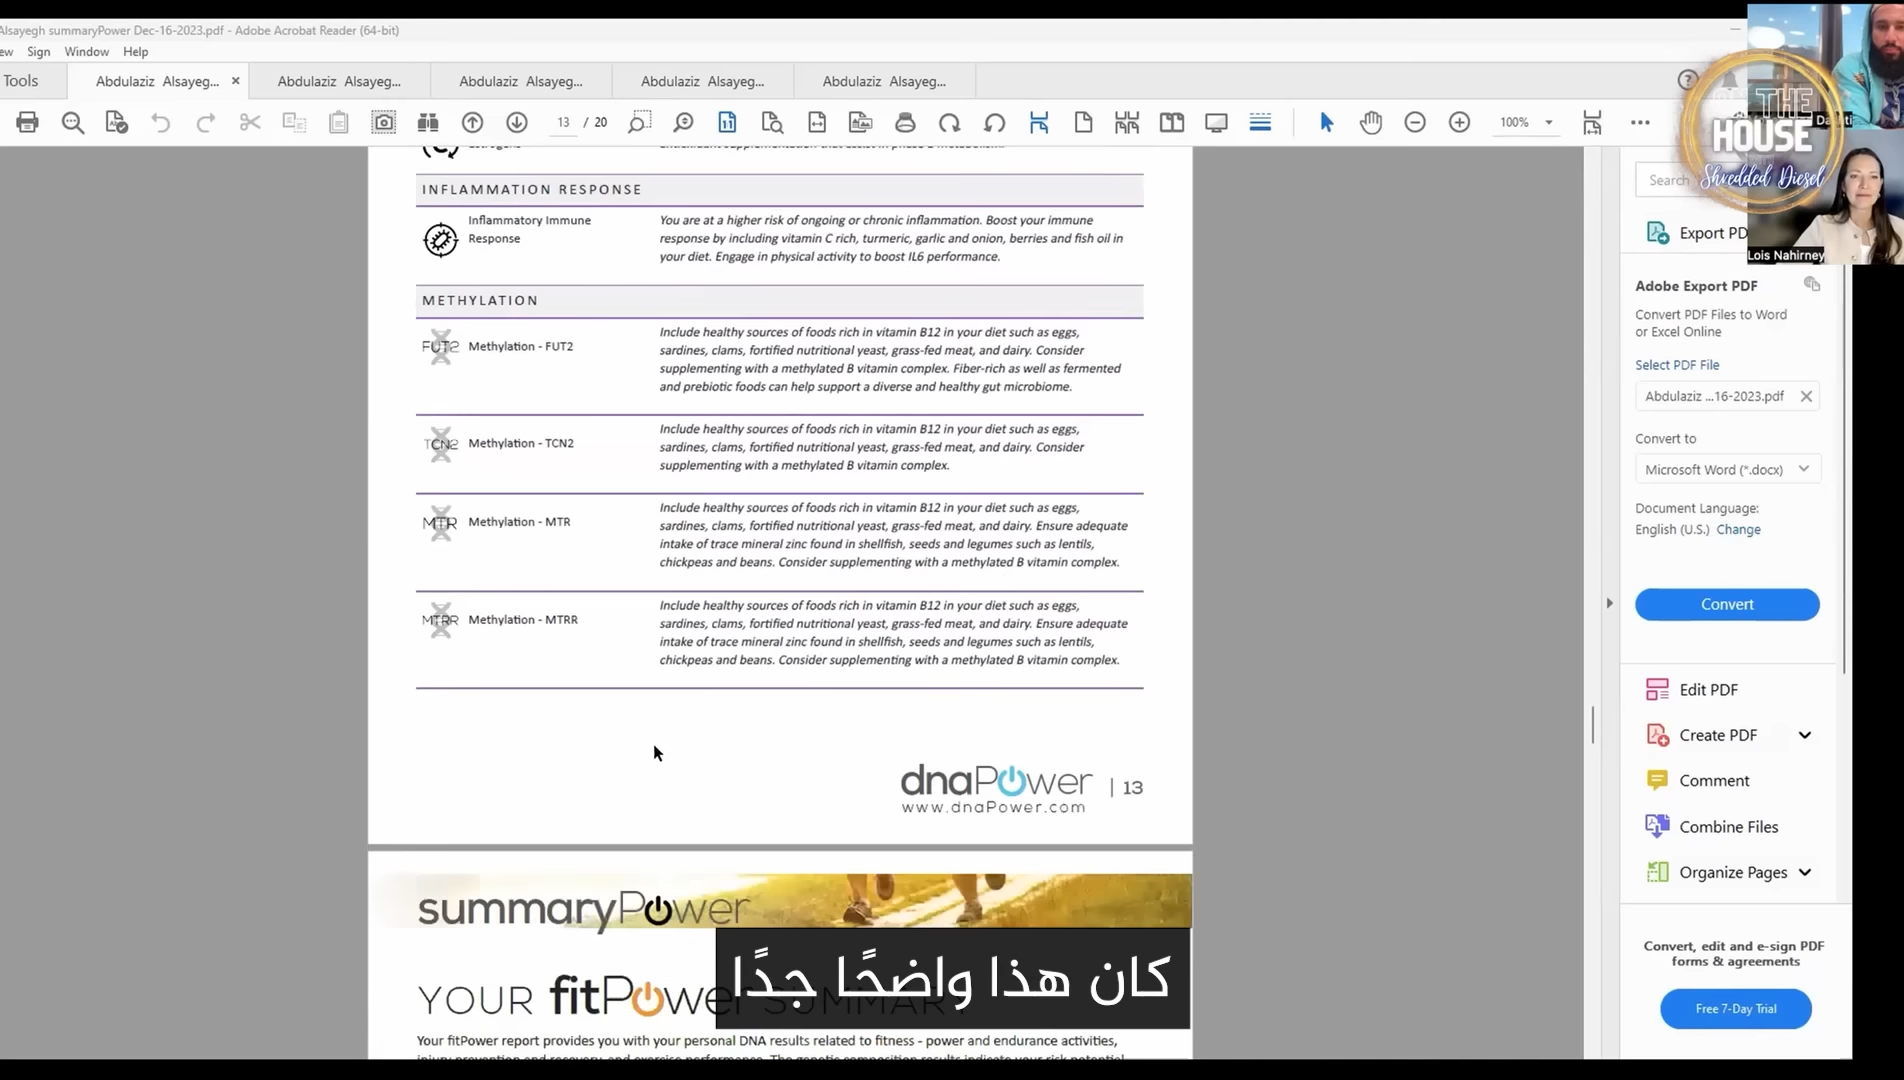 Alsayegh summaryPower Dec-16-2023.pdf - Adobe Acrobat Reader (64-bit)
ew Sign Window Help
Tools
Abdulaziz Alsayeg...
Abdulaziz Alsayeg...
Abdulaziz Alsayeg...
Abdulaziz Alsayeg...
Abdulaziz Alsayeg...
13 / 20
100%
THE
HOUSE
Shredded Diesel
Lois Nahirney
INFLAMMATION RESPONSE
Inflammatory Immune
Response
You are at a higher risk of ongoing or chronic inflammation. Boost your immune
response by including vitamin C rich, turmeric, garlic and onion, berries and fish oil in
your diet. Engage in physical activity to boost IL6 performance.
METHYLATION
FUT2 Methylation - FUT2
Include healthy sources of foods rich in vitamin B12 in your diet such as eggs,
sardines, clams, fortified nutritional yeast, grass-fed meat, and dairy. Consider
supplementing with a methylated B vitamin complex. Fiber-rich as well as fermented
and prebiotic foods can help support a diverse and healthy gut microbiome.
TCN2 Methylation - TCN2
Include healthy sources of foods rich in vitamin B12 in your diet such as eggs,
sardines, clams, fortified nutritional yeast, grass-fed meat, and dairy. Consider
supplementing with a methylated B vitamin complex.
MTR Methylation - MTR
Include healthy sources of foods rich in vitamin B12 in your diet such as eggs,
sardines, clams, fortified nutritional yeast, grass-fed meat, and dairy. Ensure adequate
intake of trace mineral zinc found in shellfish, seeds and legumes such as lentils,
chickpeas and beans. Consider supplementing with a methylated B vitamin complex.
MTRR Methylation - MTRR
Include healthy sources of foods rich in vitamin B12 in your diet such as eggs,
sardines, clams, fortified nutritional yeast, grass-fed meat, and dairy. Ensure adequate
intake of trace mineral zinc found in shellfish, seeds and legumes such as lentils,
chickpeas and beans. Consider supplementing with a methylated B vitamin complex.
dnaPower | 13
www.dnaPower.com
summaryPower
YOUR fitPower SUMMARY
كان هذا واضحًا جدًا
Your fitPower report provides you with your personal DNA results related to fitness - power and endurance activities,
injury prevention and recovery, and exercise performance. The genetic composition results indicate your risk potential
Search
Export PD
Adobe Export PDF
Convert PDF Files to Word
or Excel Online
Select PDF File
Abdulaziz ...16-2023.pdf
Convert to
Microsoft Word (*.docx)
Document Language:
English (U.S.) Change
Convert
Edit PDF
Create PDF
Comment
Combine Files
Organize Pages
Convert, edit and e-sign PDF
forms & agreements
Free 7-Day Trial